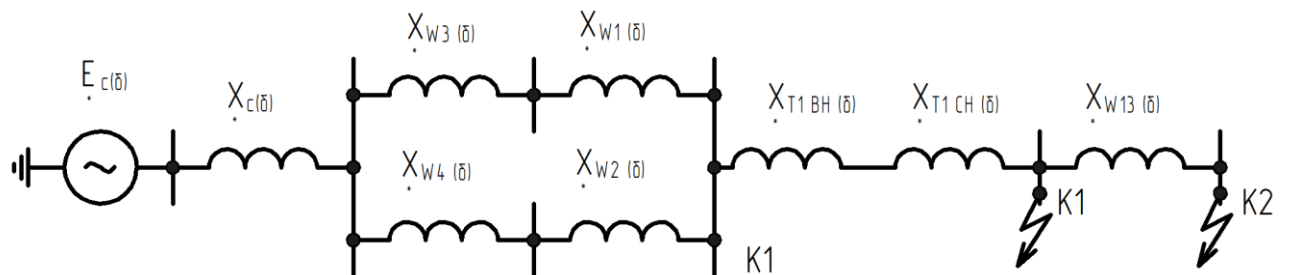 Ẹ c(δ)
Ẋ c(δ)
Ẋ W3 (δ)
Ẋ W1 (δ)
Ẋ W4 (δ)
Ẋ W2 (δ)
Ẋ T1 ВН (δ)
Ẋ T1 СН (δ)
Ẋ W13 (δ)
K1
K2
K1